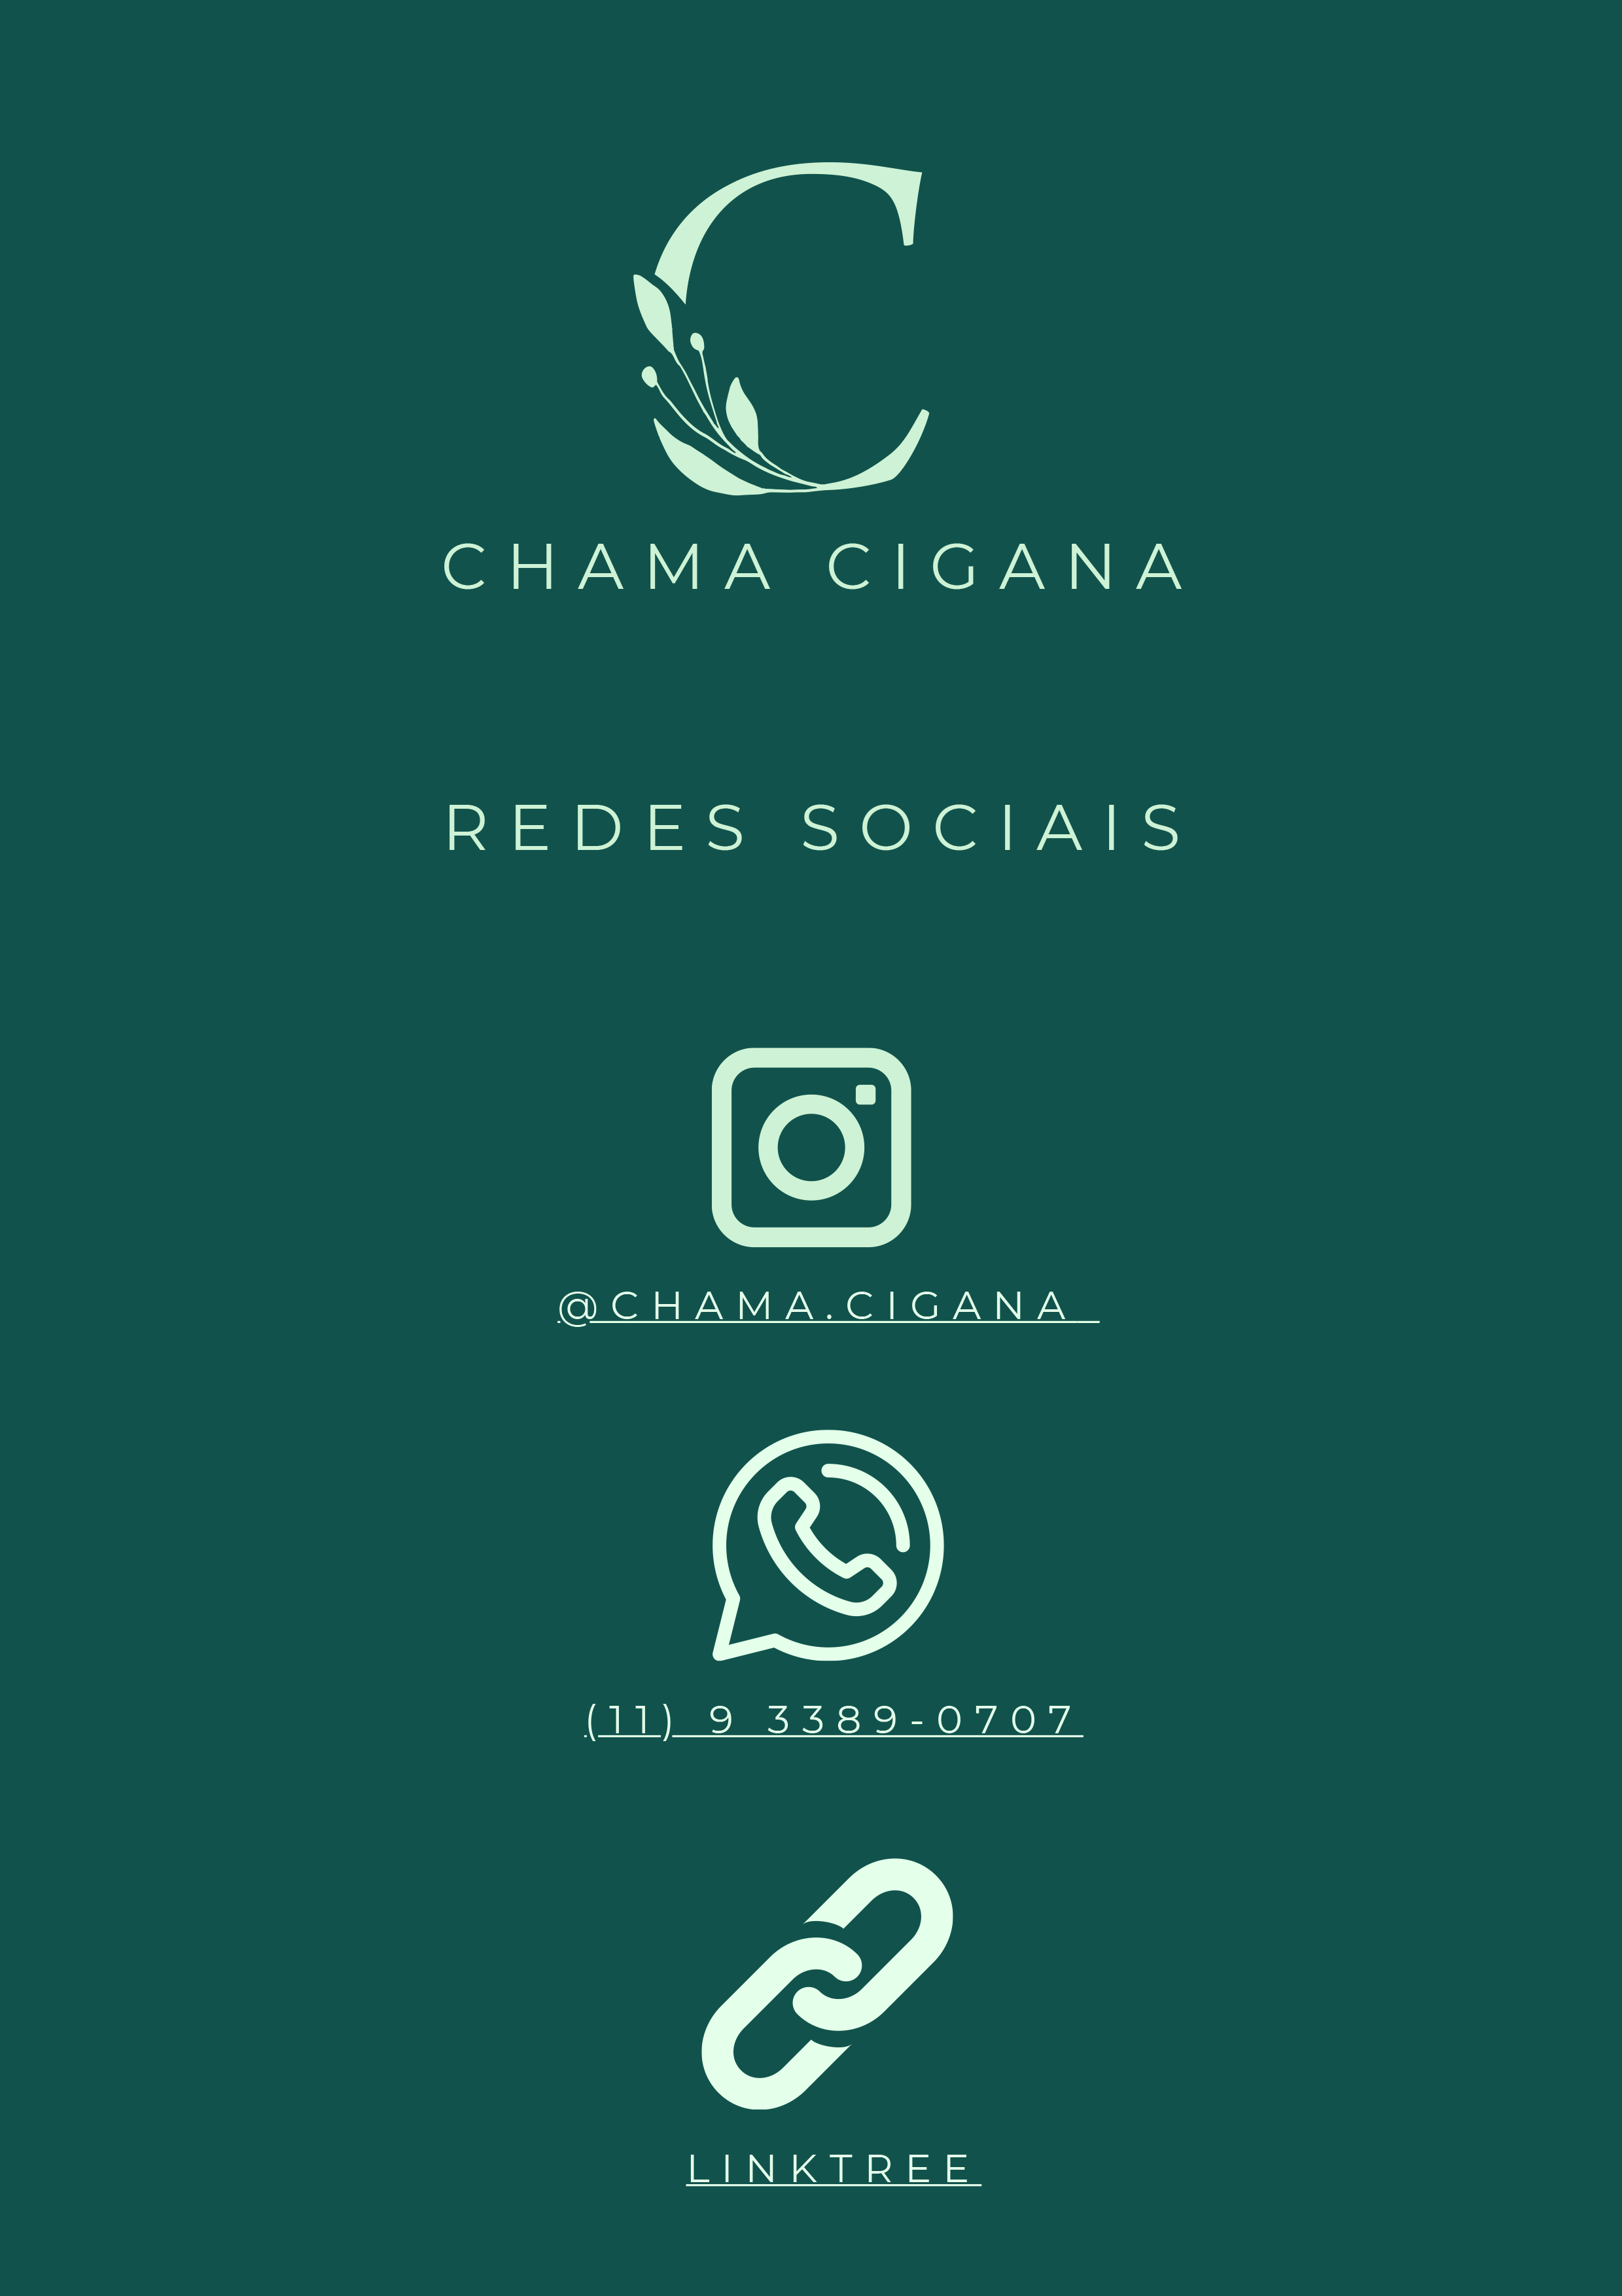 C
CHAMA CIGANA
REDES SOCIAIS
@CHAMA.CIGANA
(11) 9 3389-0707
LINKTREE